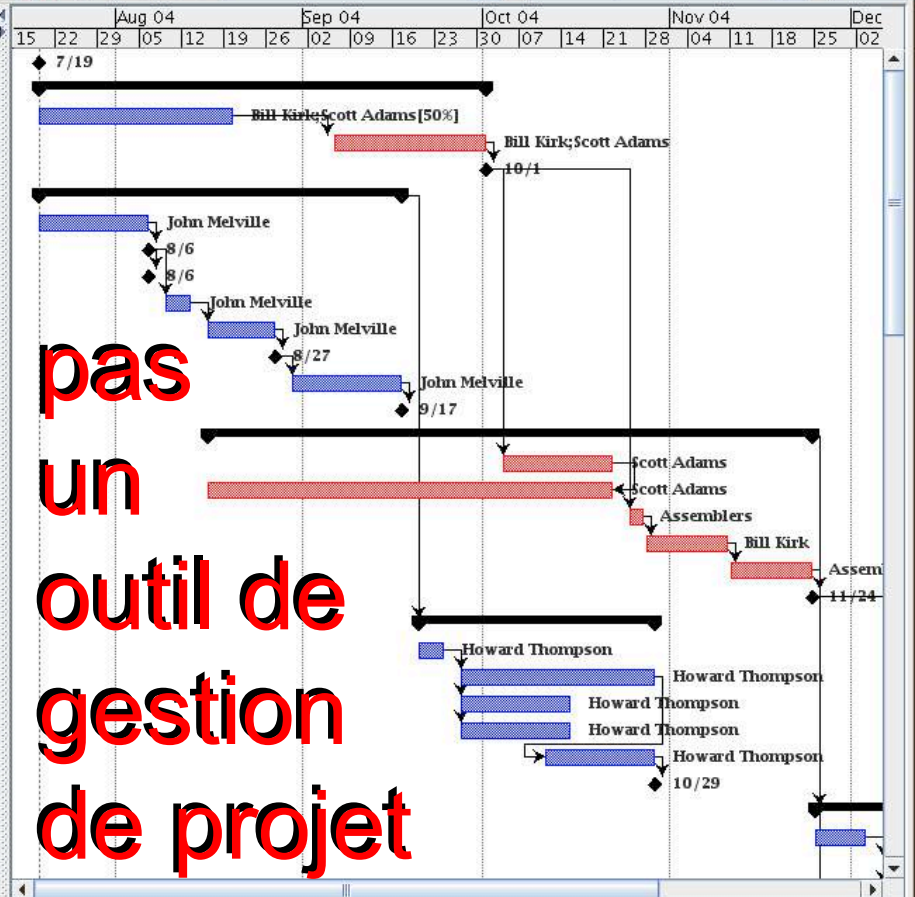 Aug 04 Sep 04 Oct 04 Nov 04 Dec
15 22 29 05 12 19 26 02 09 16 23 30 07 14 21 28 04 11 18 25 02
7/19
Bill Kirk;Scott Adams[50%]
Bill Kirk;Scott Adams
10/1
John Melville
8/6
8/6
John Melville
John Melville
8/27
John Melville
9/17
Scott Adams
Scott Adams
Assemblers
Bill Kirk
Assem
11/24
Howard Thompson
Howard Thompson
Howard Thompson
Howard Thompson
Howard Thompson
10/29
pas
un
outil de
gestion
de projet